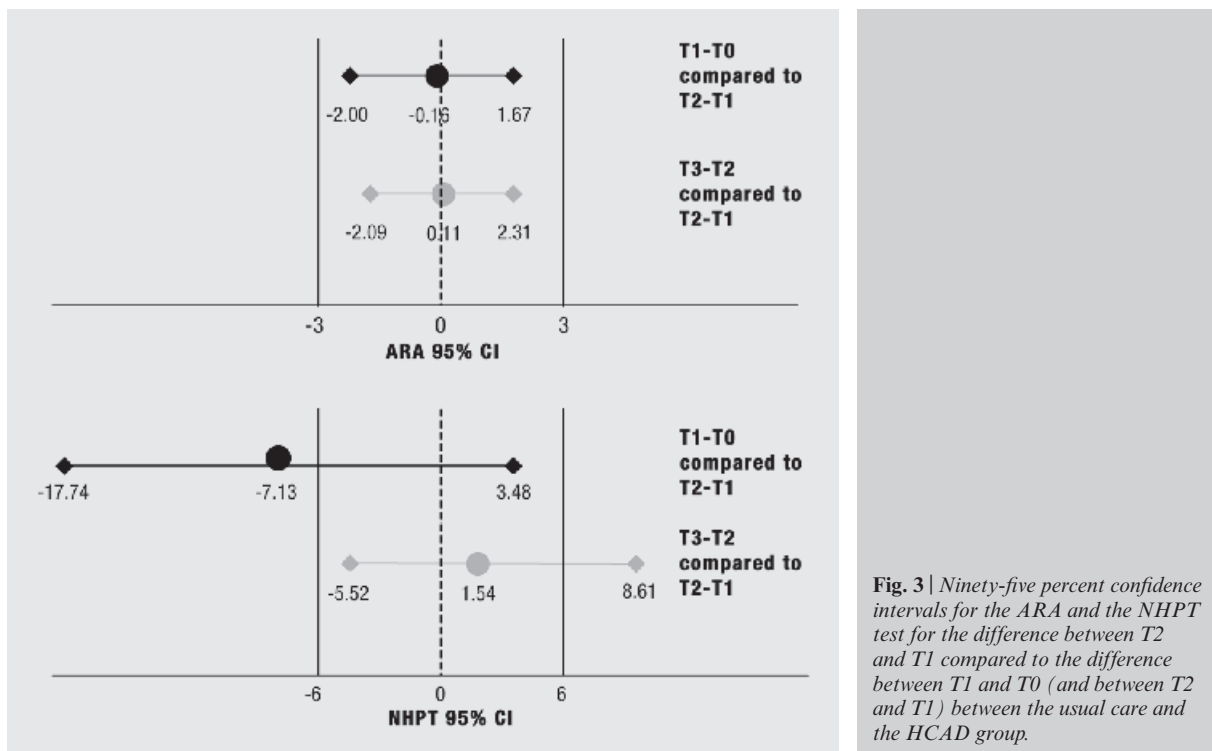 T1-T0
compared to
T2-T1
-2.00 -0.16 1.67
T3-T2
compared to
T2-T1
-2.09 0.11 2.31
-3 0 3
ARA 95% CI
T1-T0
compared to
T2-T1
-17.74 -7.13 3.48
T3-T2
compared to
T2-T1
-5.52 1.54 8.61
-6 0 6
NHPT 95% CI
Fig. 3 | Ninety-five percent confidence
intervals for the ARA and the NHPT
test for the difference between T2
and T1 compared to the difference
between T1 and T0 (and between T2
and T1) between the usual care and
the HCAD group.